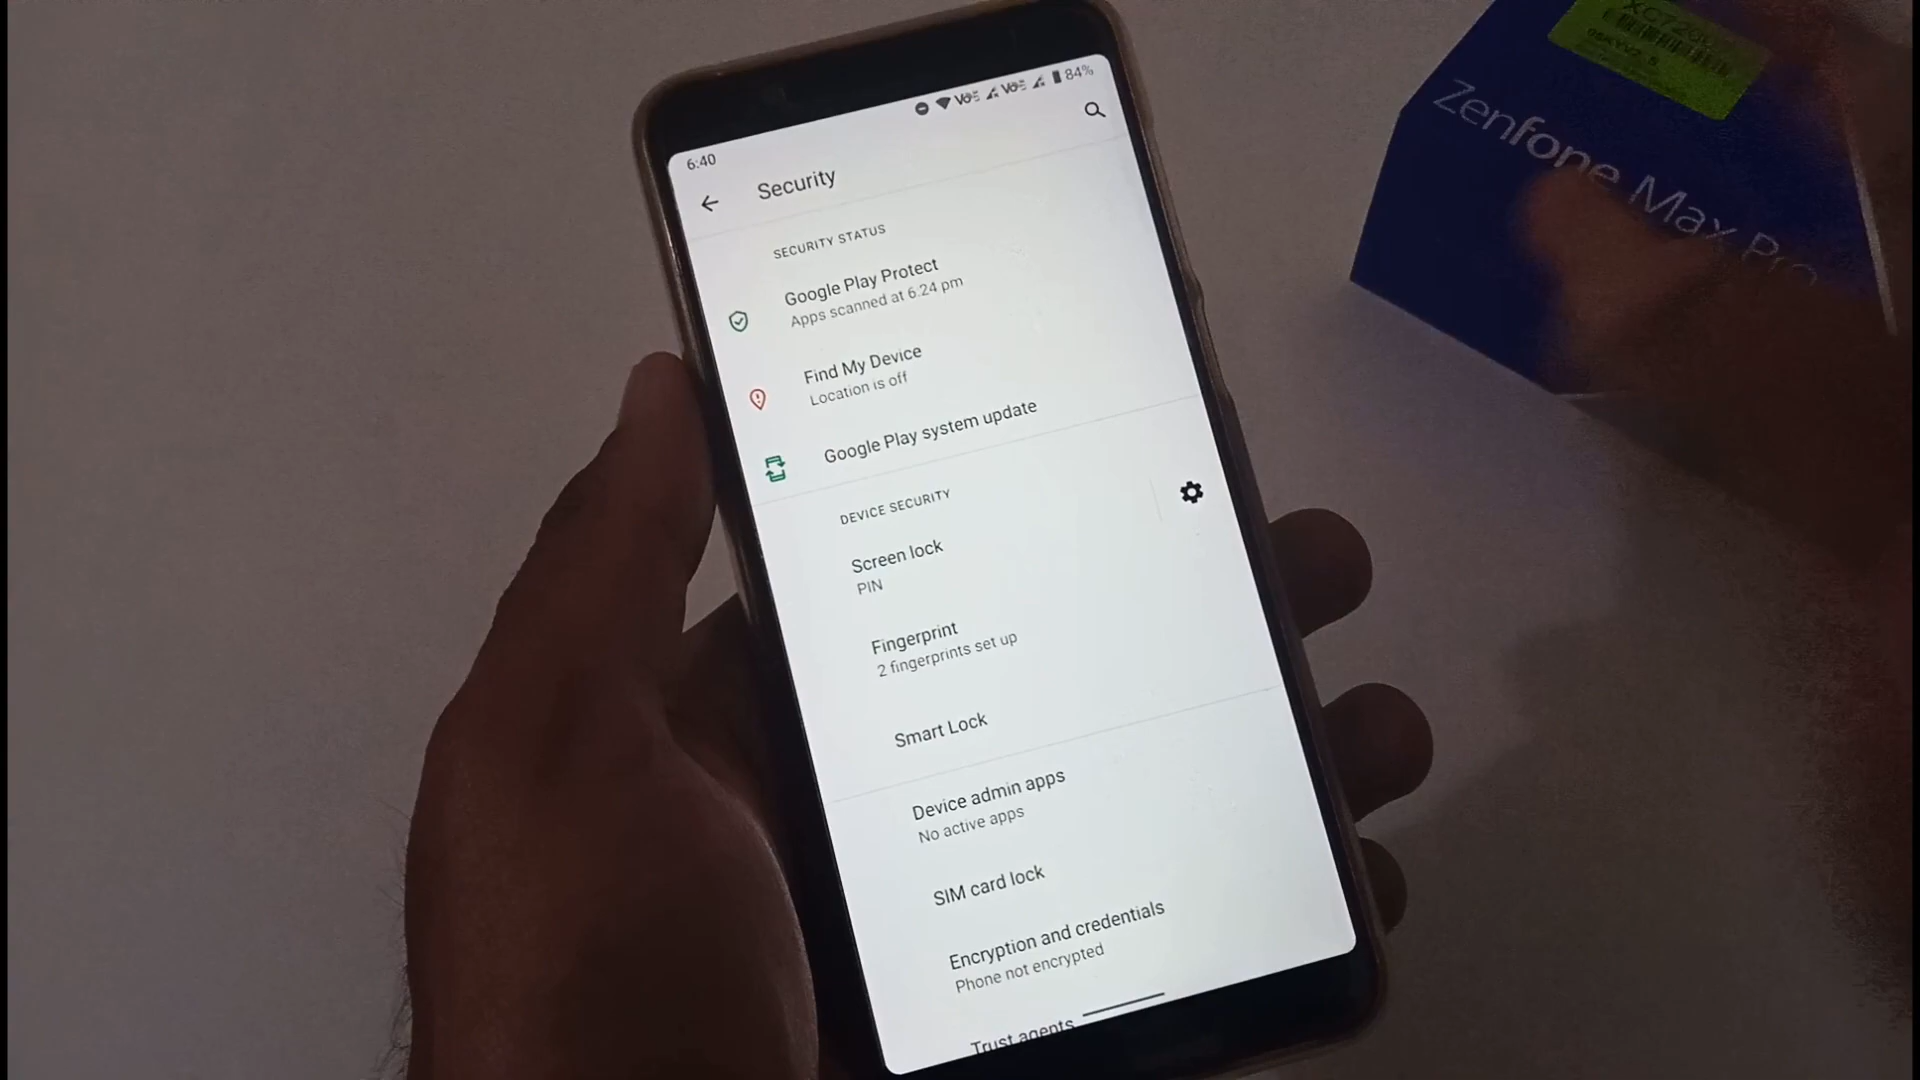 84%
6:40
Security
SECURITY STATUS
Google Play Protect
Apps scanned at 6.24 pm
Find My Device
Location is off
Google Play system update
DEVICE SECURITY
Screen lock
PIN
Fingerprint
2 fingerprints set up
Smart Lock
Device admin apps
No active apps
SIM card lock
Encryption and credentials
Phone not encrypted
Trust agents
Zenfone Max Pro